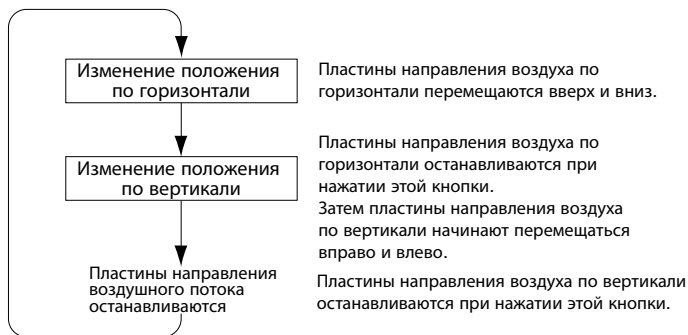 Изменение положения
по горизонтали
Пластины направления воздуха по
горизонтали перемещаются вверх и вниз.
Изменение положения
по вертикали
Пластины направления воздуха по
горизонтали останавливаются при
нажатии этой кнопки.
Затем пластины направления воздуха
по вертикали начинают перемещаться
вправо и влево.
Пластины направления
воздушного потока
останавливаются
Пластины направления воздуха по вертикали
останавливаются при нажатии этой кнопки.